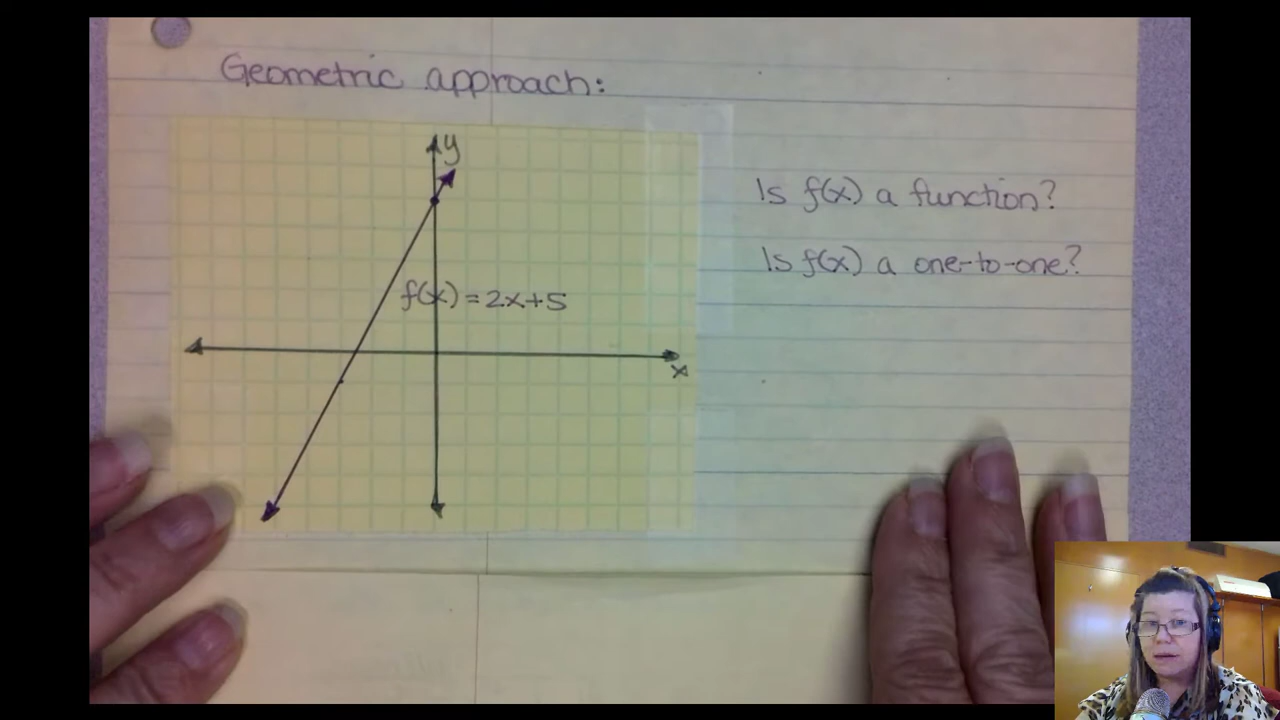 Geometric approach:
y
Is f(x) a function?
Is f(x) a one-to-one?
f(x) = 2x+5
x